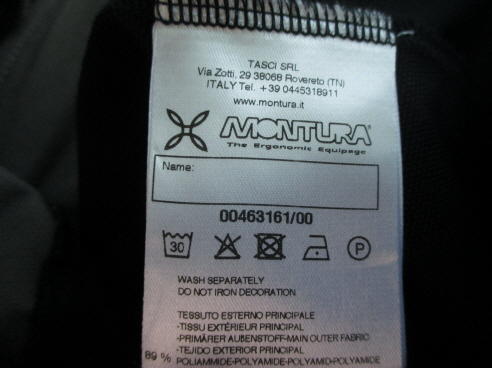 TASCI SRL
Via Zotti, 29 38068 Rovereto (TN)
ITALY Tel. +39 0445318911
www.montura.it
MONTURA
The Ergonomic Equipage
Name:
00463161/00
30
P
WASH SEPARATELY
DO NOT IRON DECORATION
TESSUTO ESTERNO PRINCIPALE
-TISSU EXTÉRIEUR PRINCIPAL
-PRIMÄRER AUßENSTOFF-MAIN OUTER FABRIC
-TEJIDO EXTERIOR PRINCIPAL
89 % POLIAMMIDE-POLYAMIDE-POLYAMID-POLYAMIDE